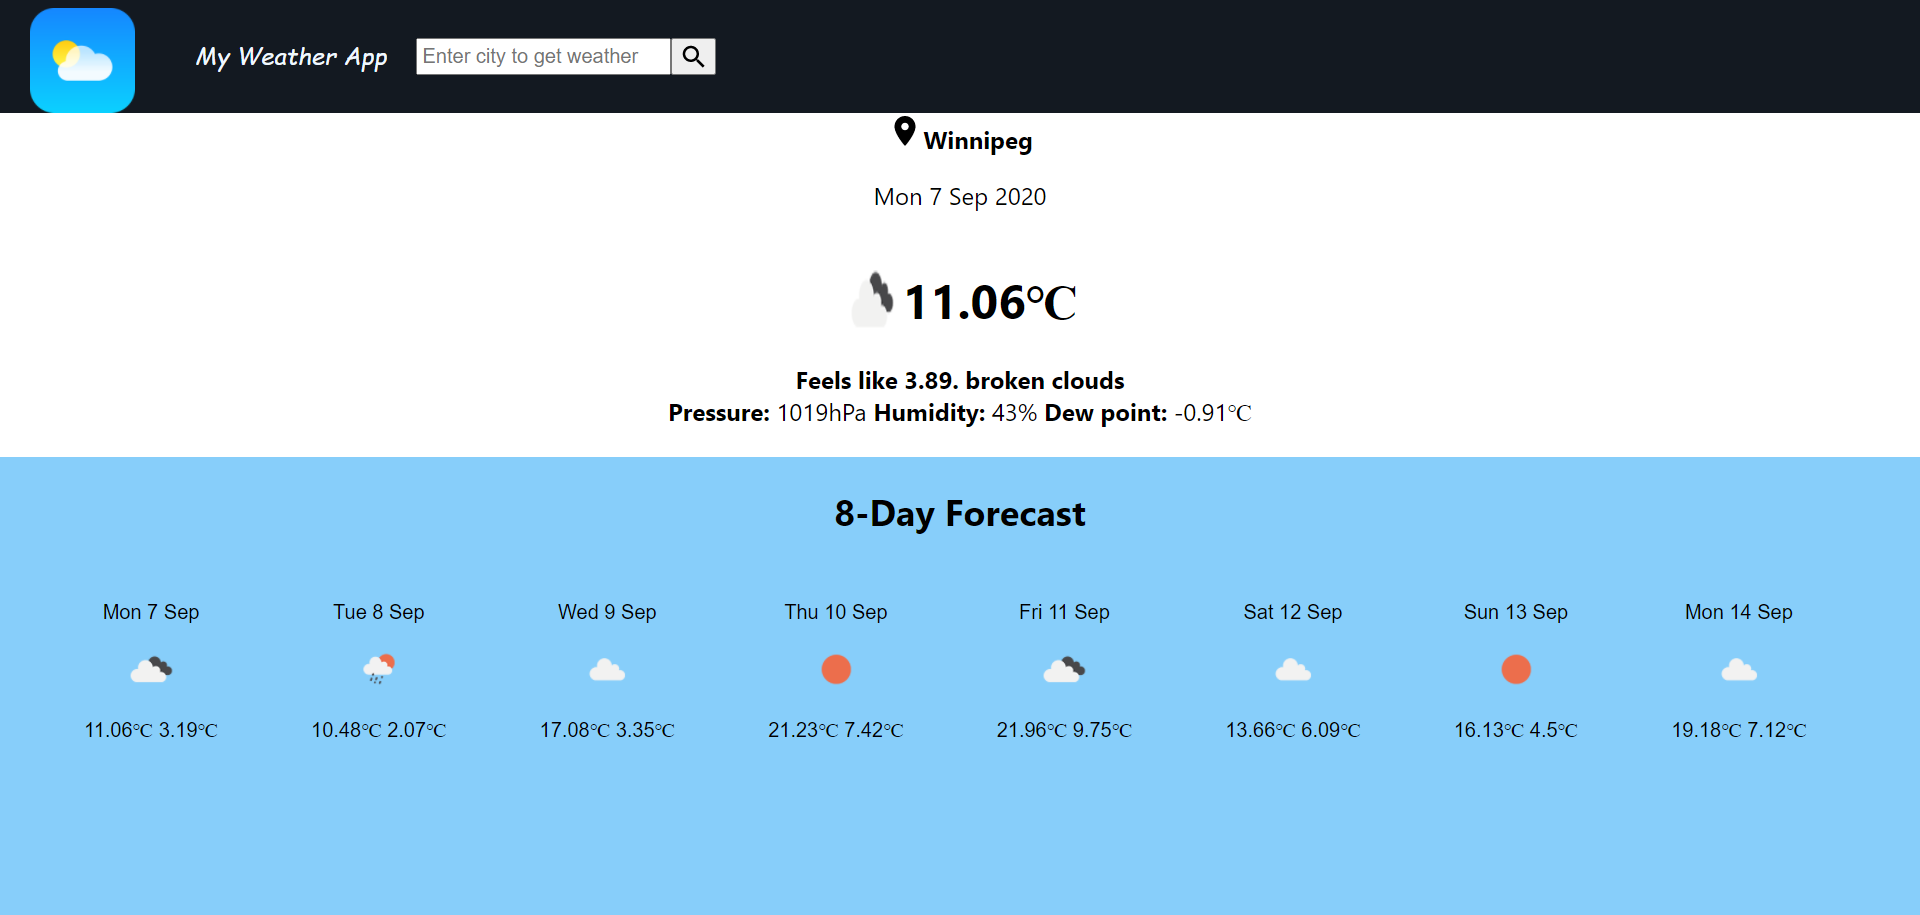 My Weather App
Enter city to get weather
Winnipeg
Mon 7 Sep 2020
11.06℃
Feels like 3.89. broken clouds
Pressure: 1019hPa Humidity: 43% Dew point: -0.91℃
8-Day Forecast
Mon 7 Sep Tue 8 Sep Wed 9 Sep Thu 10 Sep Fri 11 Sep Sat 12 Sep Sun 13 Sep Mon 14 Sep
11.06℃ 3.19℃ 10.48℃ 2.07℃ 17.08℃ 3.35℃ 21.23℃ 7.42℃ 21.96℃ 9.75℃ 13.66℃ 6.09℃ 16.13℃ 4.5℃ 19.18℃ 7.12℃